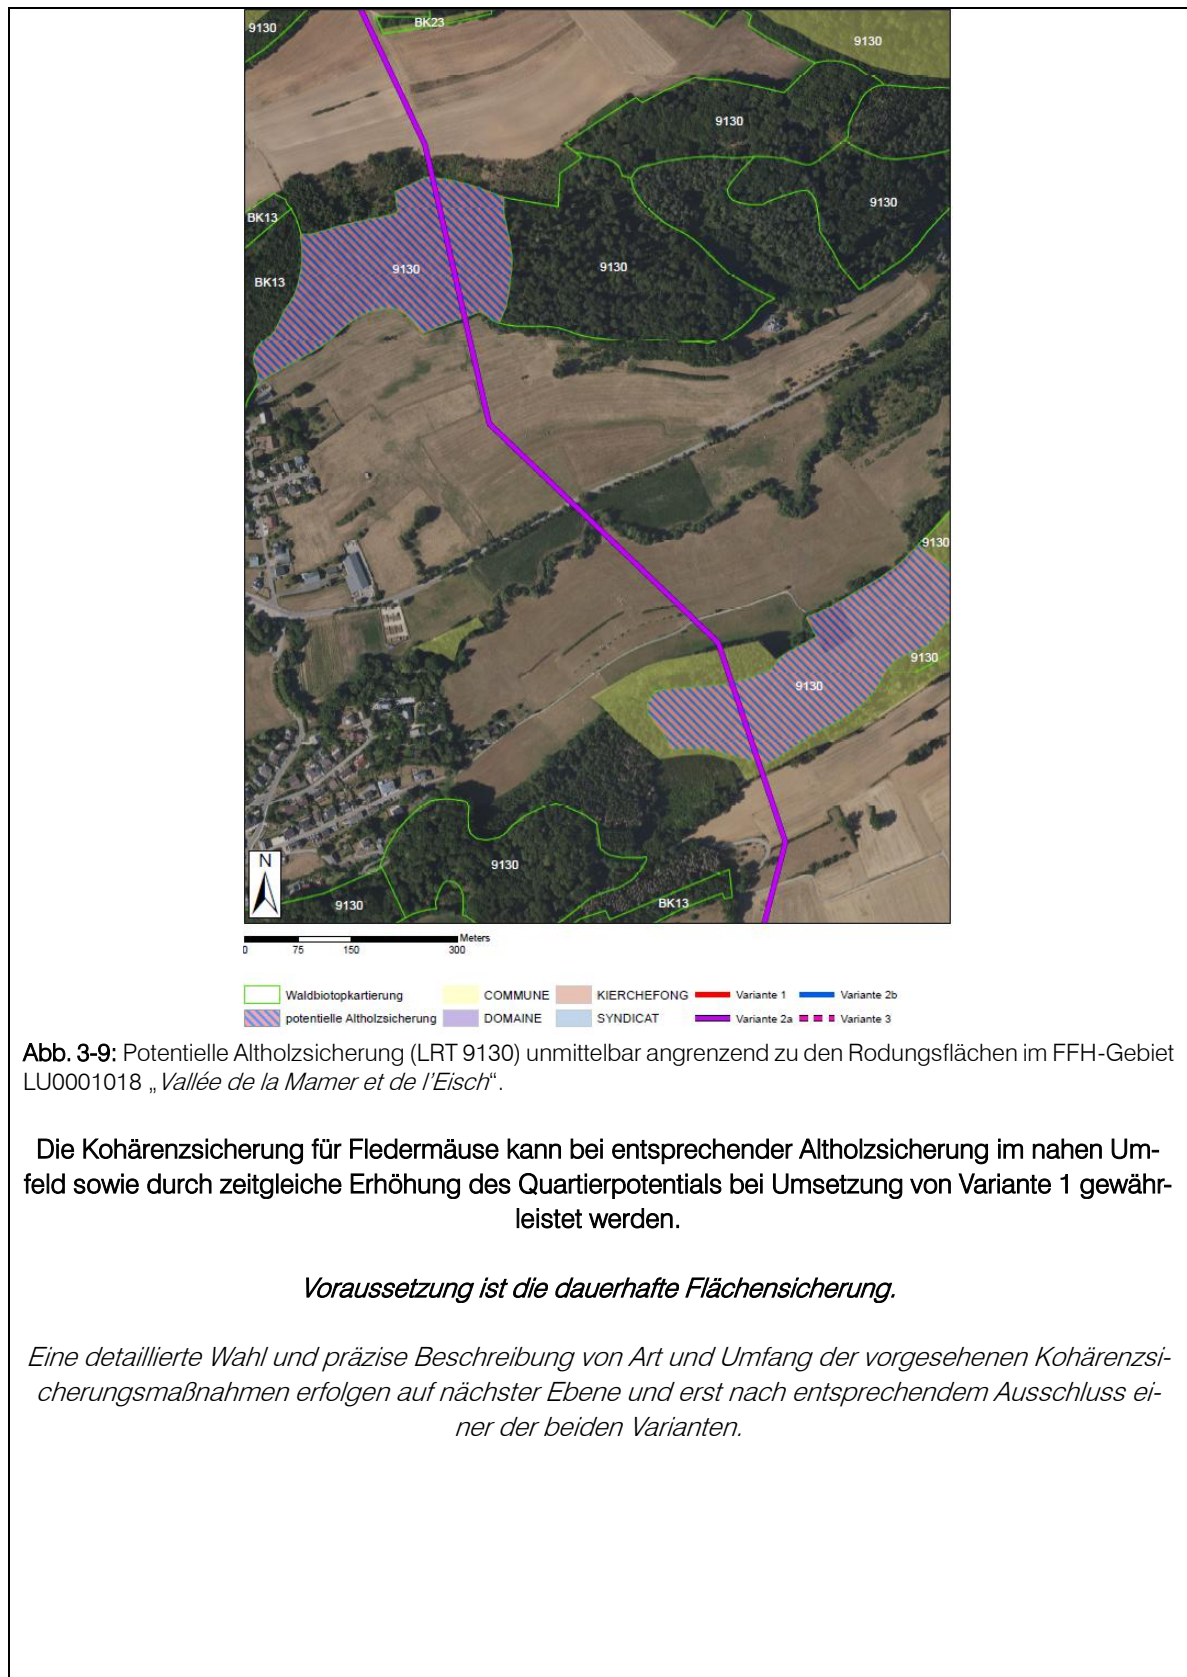 BK23
9130
9130
9130
9130
BK13
9130
9130
BK13
9130
9130
9130
9130
9130
BK13
N
Meters
0 75 150 300
Waldbiotopkartierung COMMUNE KIERCHEFONG Variante 1 Variante 2b
potentielle Altholzsicherung DOMAINE SYNDICAT Variante 2a Variante 3
Abb. 3-9: Potentielle Altholzsicherung (LRT 9130) unmittelbar angrenzend zu den Rodungsflächen im FFH-Gebiet
LU0001018 „Vallée de la Mamer et de l'Eisch“.
Die Kohärenzsicherung für Fledermäuse kann bei entsprechender Altholzsicherung im nahen Um-
feld sowie durch zeitgleiche Erhöhung des Quartierpotentials bei Umsetzung von Variante 1 gewähr-
leistet werden.
Voraussetzung ist die dauerhafte Flächensicherung.
Eine detaillierte Wahl und präzise Beschreibung von Art und Umfang der vorgesehenen Kohärenzsi-
cherungsmaßnahmen erfolgen auf nächster Ebene und erst nach entsprechendem Ausschluss ei-
ner der beiden Varianten.